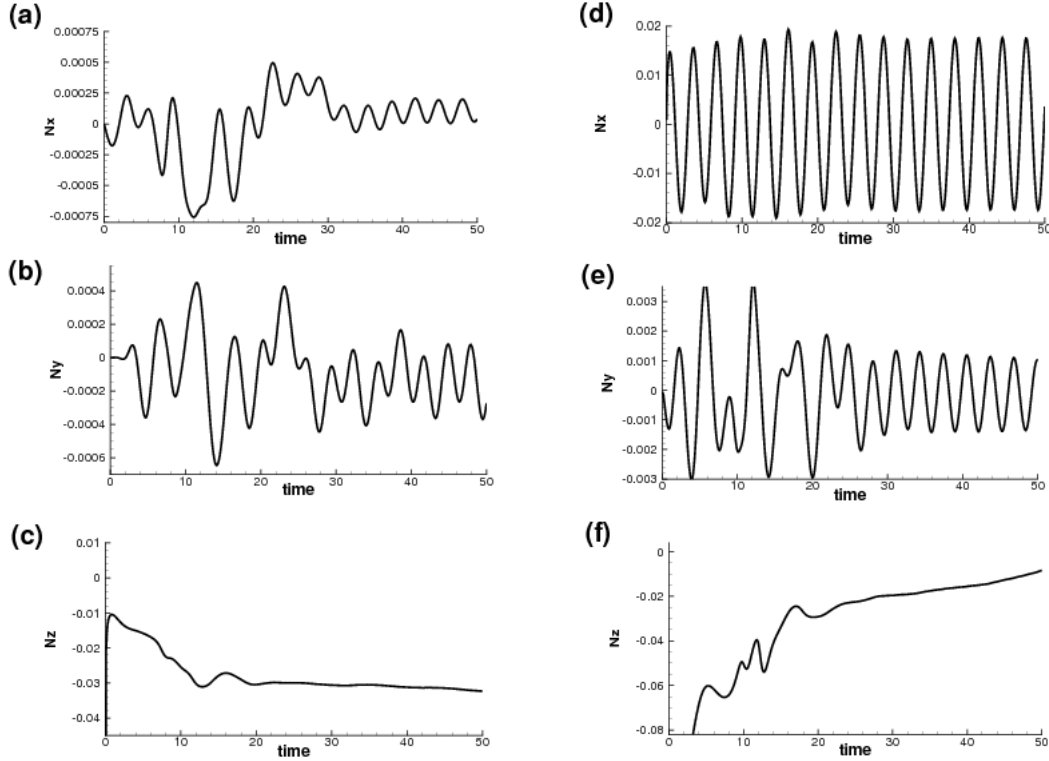 (a)
0.00075
0.0005
0.00025
0
-0.00025
-0.0005
-0.00075
Nx
0 10 20 30 40 50
time
(d)
0.02
0.01
0
-0.01
-0.02
Nx
0 10 20 30 40 50
time
(b)
0.0004
0.0002
0
-0.0002
-0.0004
-0.0006
Ny
0 10 20 30 40 50
time
(e)
0.003
0.002
0.001
0
-0.001
-0.002
-0.003
Ny
0 10 20 30 40 50
time
(c)
0.01
0
-0.01
-0.02
-0.03
-0.04
Nz
0 10 20 30 40 50
time
(f)
0
-0.02
-0.04
-0.06
-0.08
Nz
0 10 20 30 40 50
time